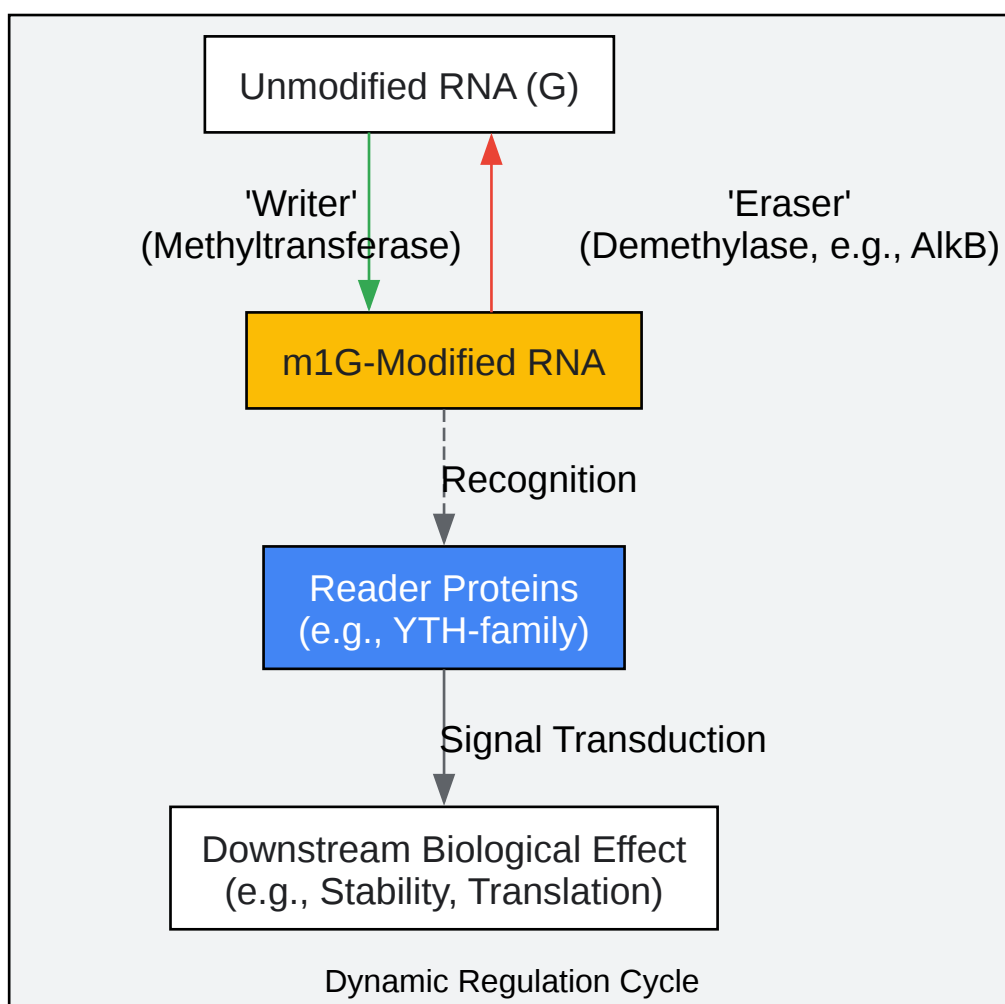 Unmodified RNA (G)
'Writer'
(Methyltransferase)
'Eraser'
(Demethylase, e.g., AlkB)
m1G-Modified RNA
Recognition
Reader Proteins
(e.g., YTH-family)
Signal Transduction
Downstream Biological Effect
(e.g., Stability, Translation)
Dynamic Regulation Cycle